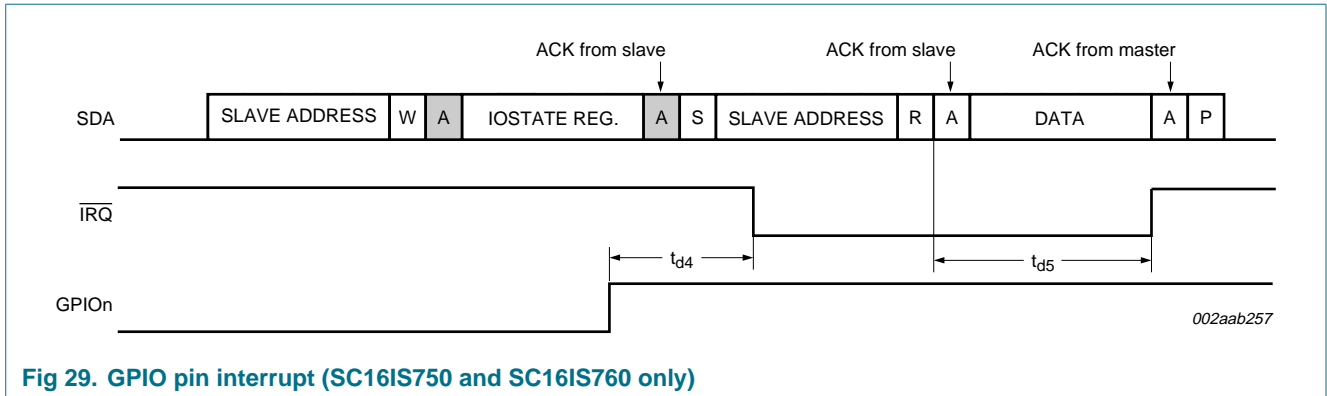 ACK from slave ACK from slave ACK from master
SDA SLAVE ADDRESS W A IOSTATE REG. A S SLAVE ADDRESS R A DATA A P
IRQ
td4 td5
GPIOn
002aab257
Fig 29. GPIO pin interrupt (SC16IS750 and SC16IS760 only)